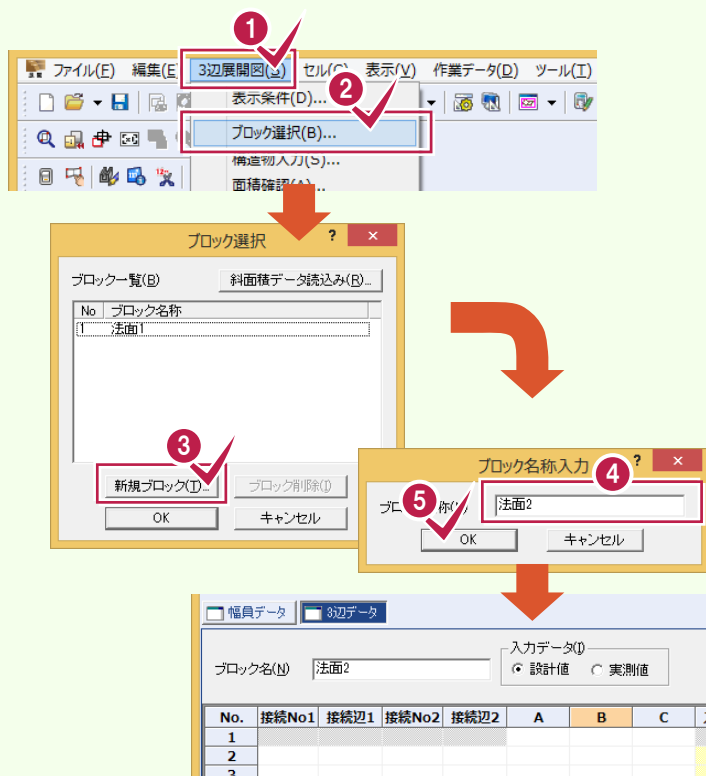 1
ファイル(F) 編集(E) 3辺展開図(S) セル(C) 表示(V) 作業データ(D) ツール(T)
2
表示条件(D)...
ブロック選択(B)...
構造物入力(S)...
面積確認(A)...
ブロック選択 ? ×
ブロック一覧(B) 斜面積データ読込み(R)...
No ブロック名称
1 法面1
3
新規ブロック(T)... ブロック削除(I)
OK キャンセル
ブロック名称入力 ? ×
4
5
法面2
OK キャンセル
幅員データ 3辺データ
入力データ(I)
ブロック名(N) 法面2 設計値 実測値
No. 接続No1 接続辺1 接続No2 接続辺2 A B C
1
2
3